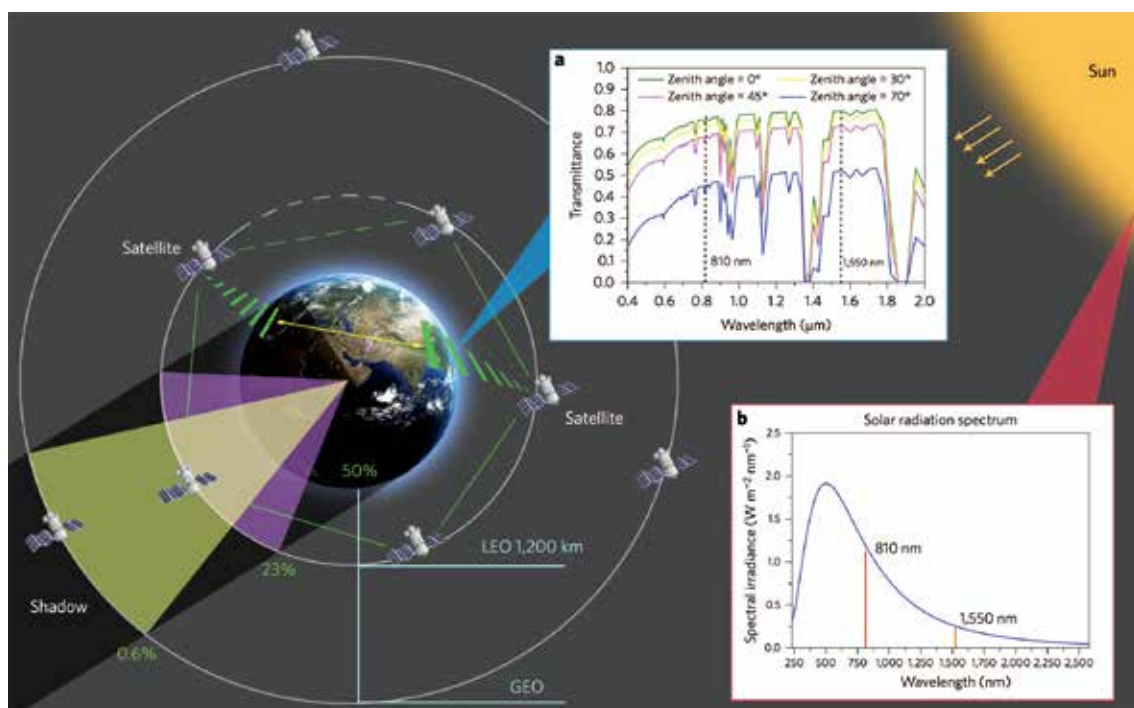 Sun
a
Zenith angle = 0°
Zenith angle = 30°
Zenith angle = 45°
Zenith angle = 70°
1.0
0.9
0.8
0.7
0.6
0.5
0.4
0.3
0.2
0.1
0.0
Transmittance
810 nm
1,550 nm
0.4 0.6 0.8 1.0 1.2 1.4 1.6 1.8 2.0
Wavelength (μm)
Satellite
Satellite
50%
LEO 1,200 km
23%
Shadow
0.6%
GEO
b
Solar radiation spectrum
2.5
2.0
1.5
1.0
0.5
0.0
Spectral irradiance (W m⁻² nm⁻¹)
810 nm
1,550 nm
250 500 750 1,000 1,250 1,500 1,750 2,000 2,250 2,500
Wavelength (nm)